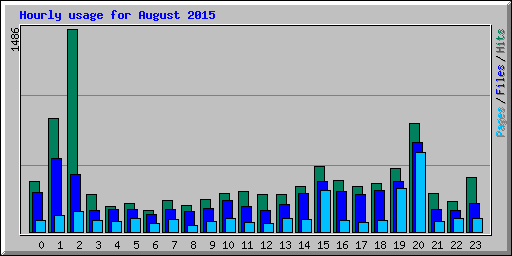 Hourly usage for August 2015
1486
Pages / Files / Hits
0 1 2 3 4 5 6 7 8 9 10 11 12 13 14 15 16 17 18 19 20 21 22 23